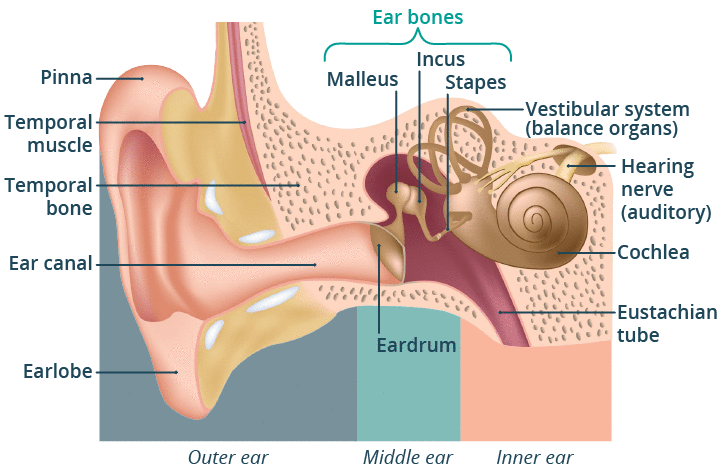 Ear bones
Incus
Malleus
Stapes
Pinna
Temporal
muscle
Temporal
bone
Ear canal
Earlobe
Vestibular system
(balance organs)
Hearing
nerve
(auditory)
Cochlea
Eustachian
tube
Eardrum
Outer ear
Middle ear
Inner ear